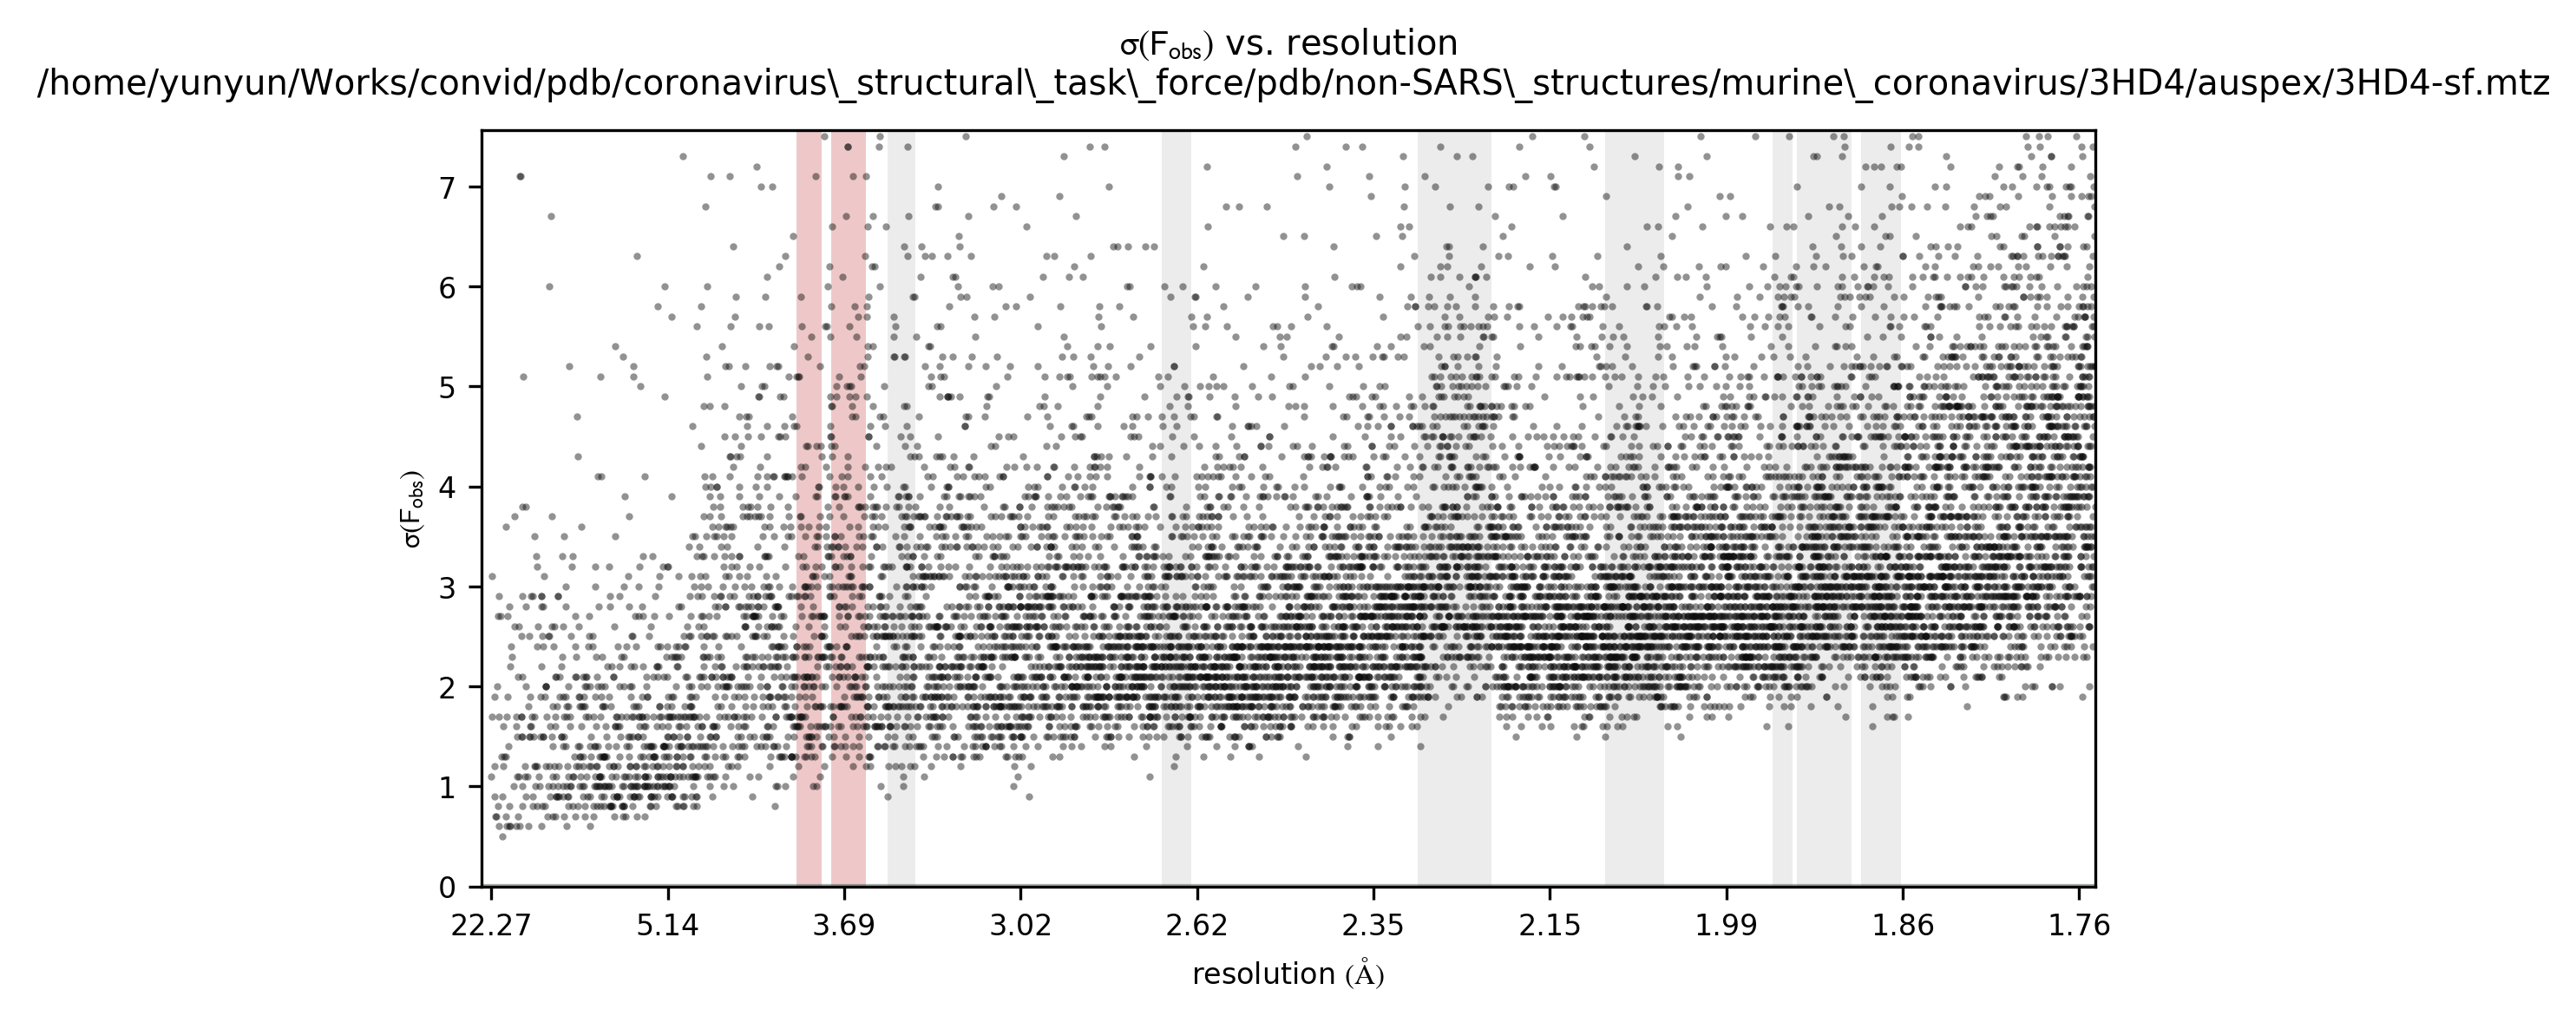 σ(Fobs) vs. resolution
/home/yunyun/Works/convid/pdb/coronavirus\_structural\_task\_force/pdb/non-SARS\_structures/murine\_coronavirus/3HD4/auspex/3HD4-sf.mtz
σ(Fobs)
7
6
5
4
3
2
1
0
22.27 5.14 3.69 3.02 2.62 2.35 2.15 1.99 1.86 1.76
resolution (Å)